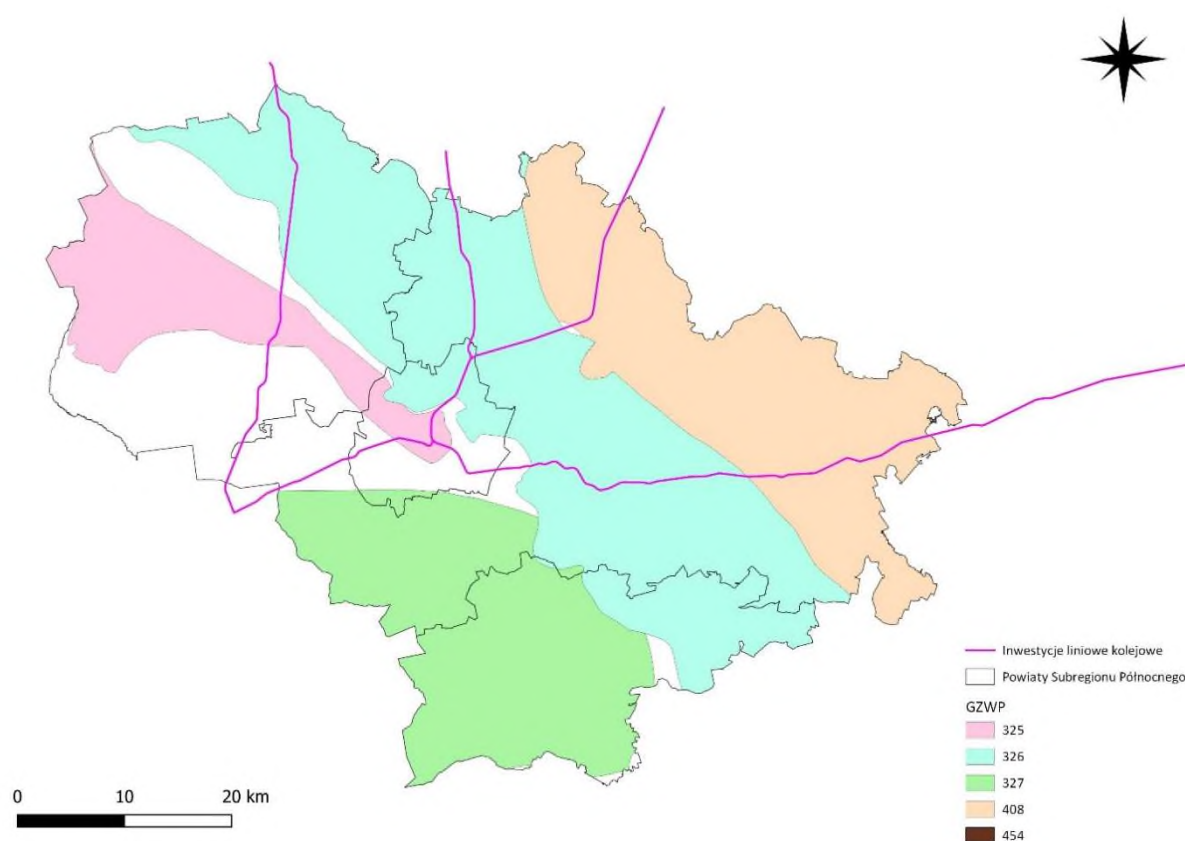 Inwestycje liniowe kolejowe
Powiaty Subregionu Północnego
GZWP
325
326
327
408
454
0 10 20 km